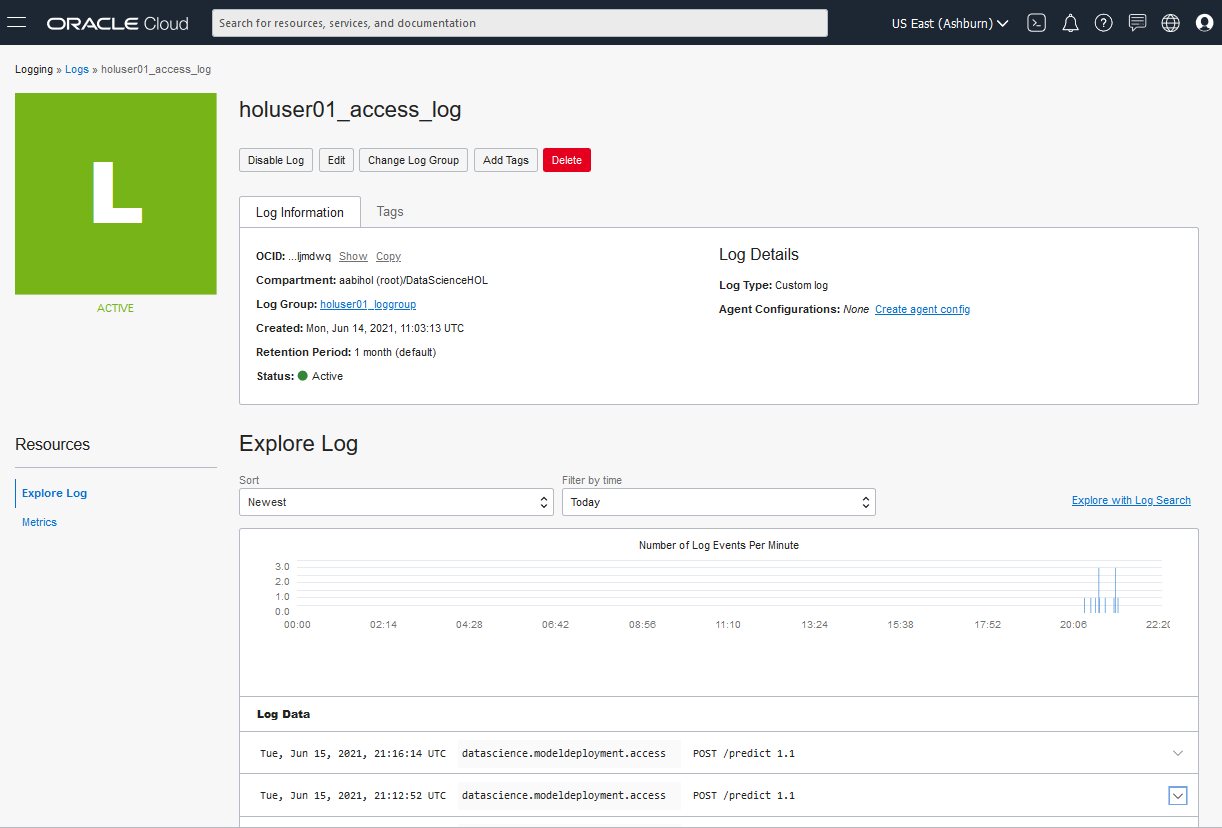 ORACLE Cloud
Search for resources, services, and documentation
US East (Ashburn)
Logging » Logs » holuser01_access_log
L
ACTIVE
holuser01_access_log
Disable Log
Edit
Change Log Group
Add Tags
Delete
Log Information
Tags
OCID: ...ljmdwq Show Copy
Compartment: aabihol (root)/DataScienceHOL
Log Group: holuser01_loggroup
Created: Mon, Jun 14, 2021, 11:03:13 UTC
Retention Period: 1 month (default)
Status: Active
Log Details
Log Type: Custom log
Agent Configurations: None Create agent config
Resources
Explore Log
Metrics
Explore Log
Sort
Newest
Filter by time
Today
Explore with Log Search
Number of Log Events Per Minute
3.0
2.0
1.0
0.0
00:00 02:14 04:28 06:42 08:56 11:10 13:24 15:38 17:52 20:06 22:20
Log Data
Tue, Jun 15, 2021, 21:16:14 UTC datascience.modeldeployment.access POST /predict 1.1
Tue, Jun 15, 2021, 21:12:52 UTC datascience.modeldeployment.access POST /predict 1.1